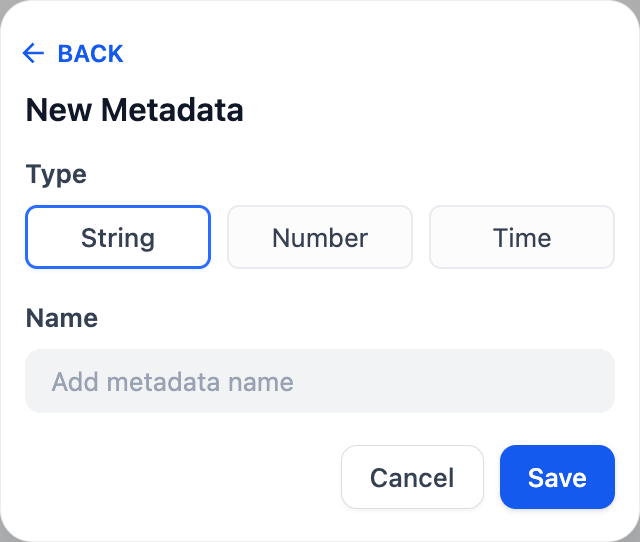 BACK
New Metadata
Type
String Number Time
Name
Add metadata name
Cancel Save